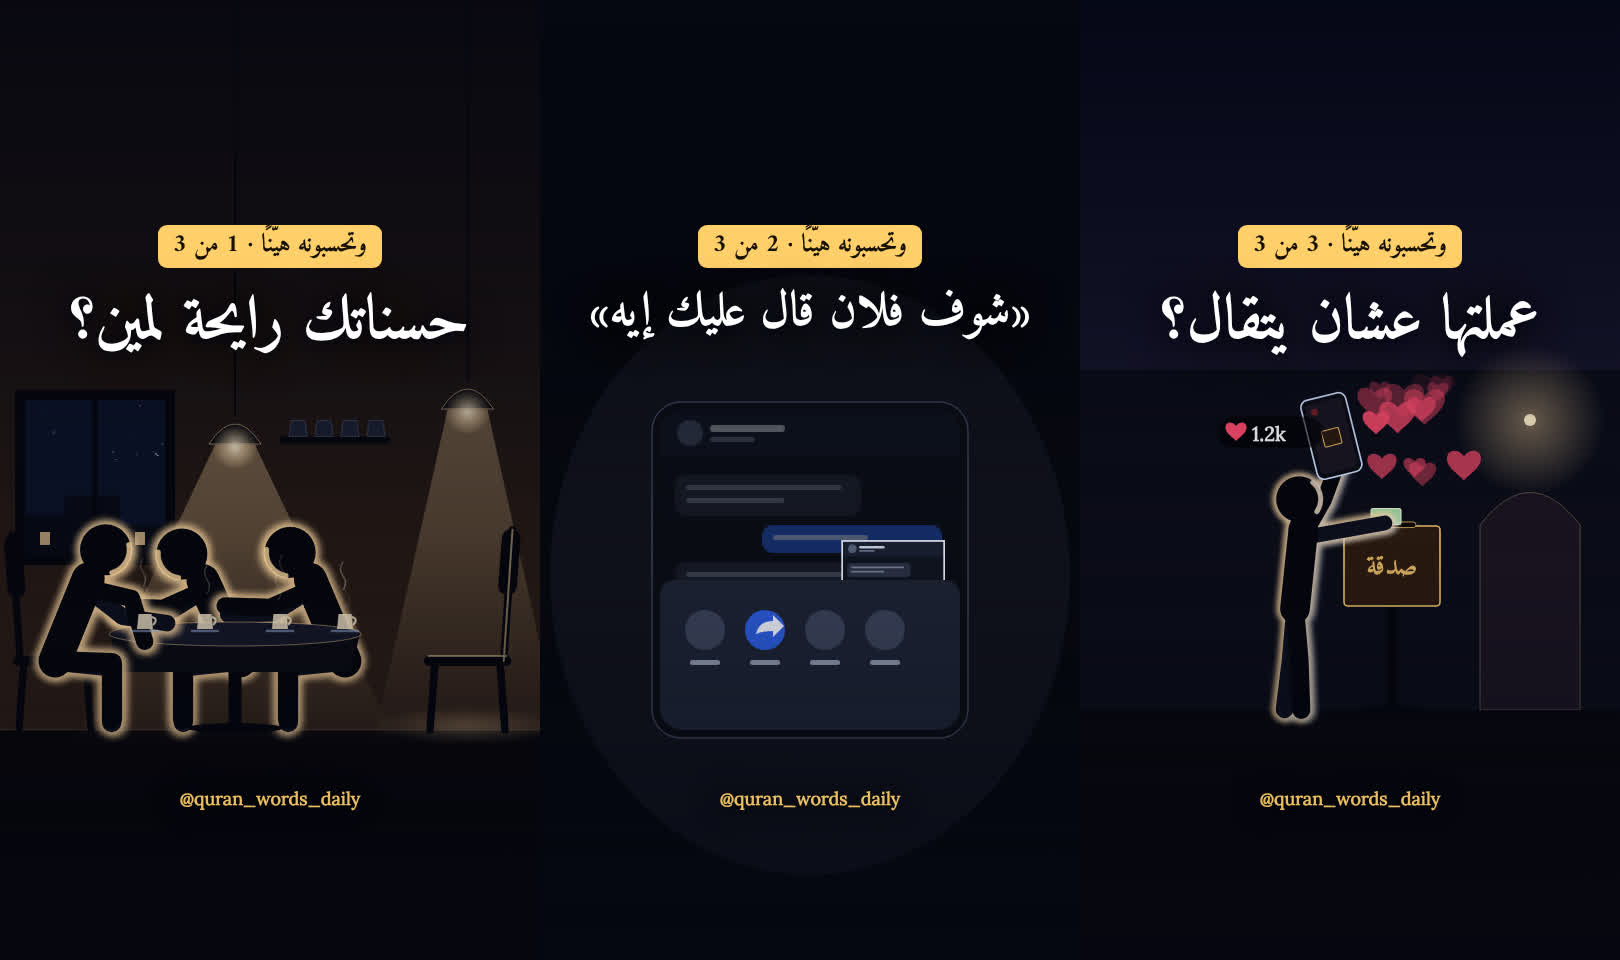 وتحسبونه هيّنًا · 1 من 3
حسناتك رايحة لمين؟
@quran_words_daily
وتحسبونه هيّنًا · 2 من 3
«شوف فلان قال عليك إيه»
@quran_words_daily
وتحسبونه هيّنًا · 3 من 3
عملتها عشان يتقال؟
1.2k
صدقة
@quran_words_daily